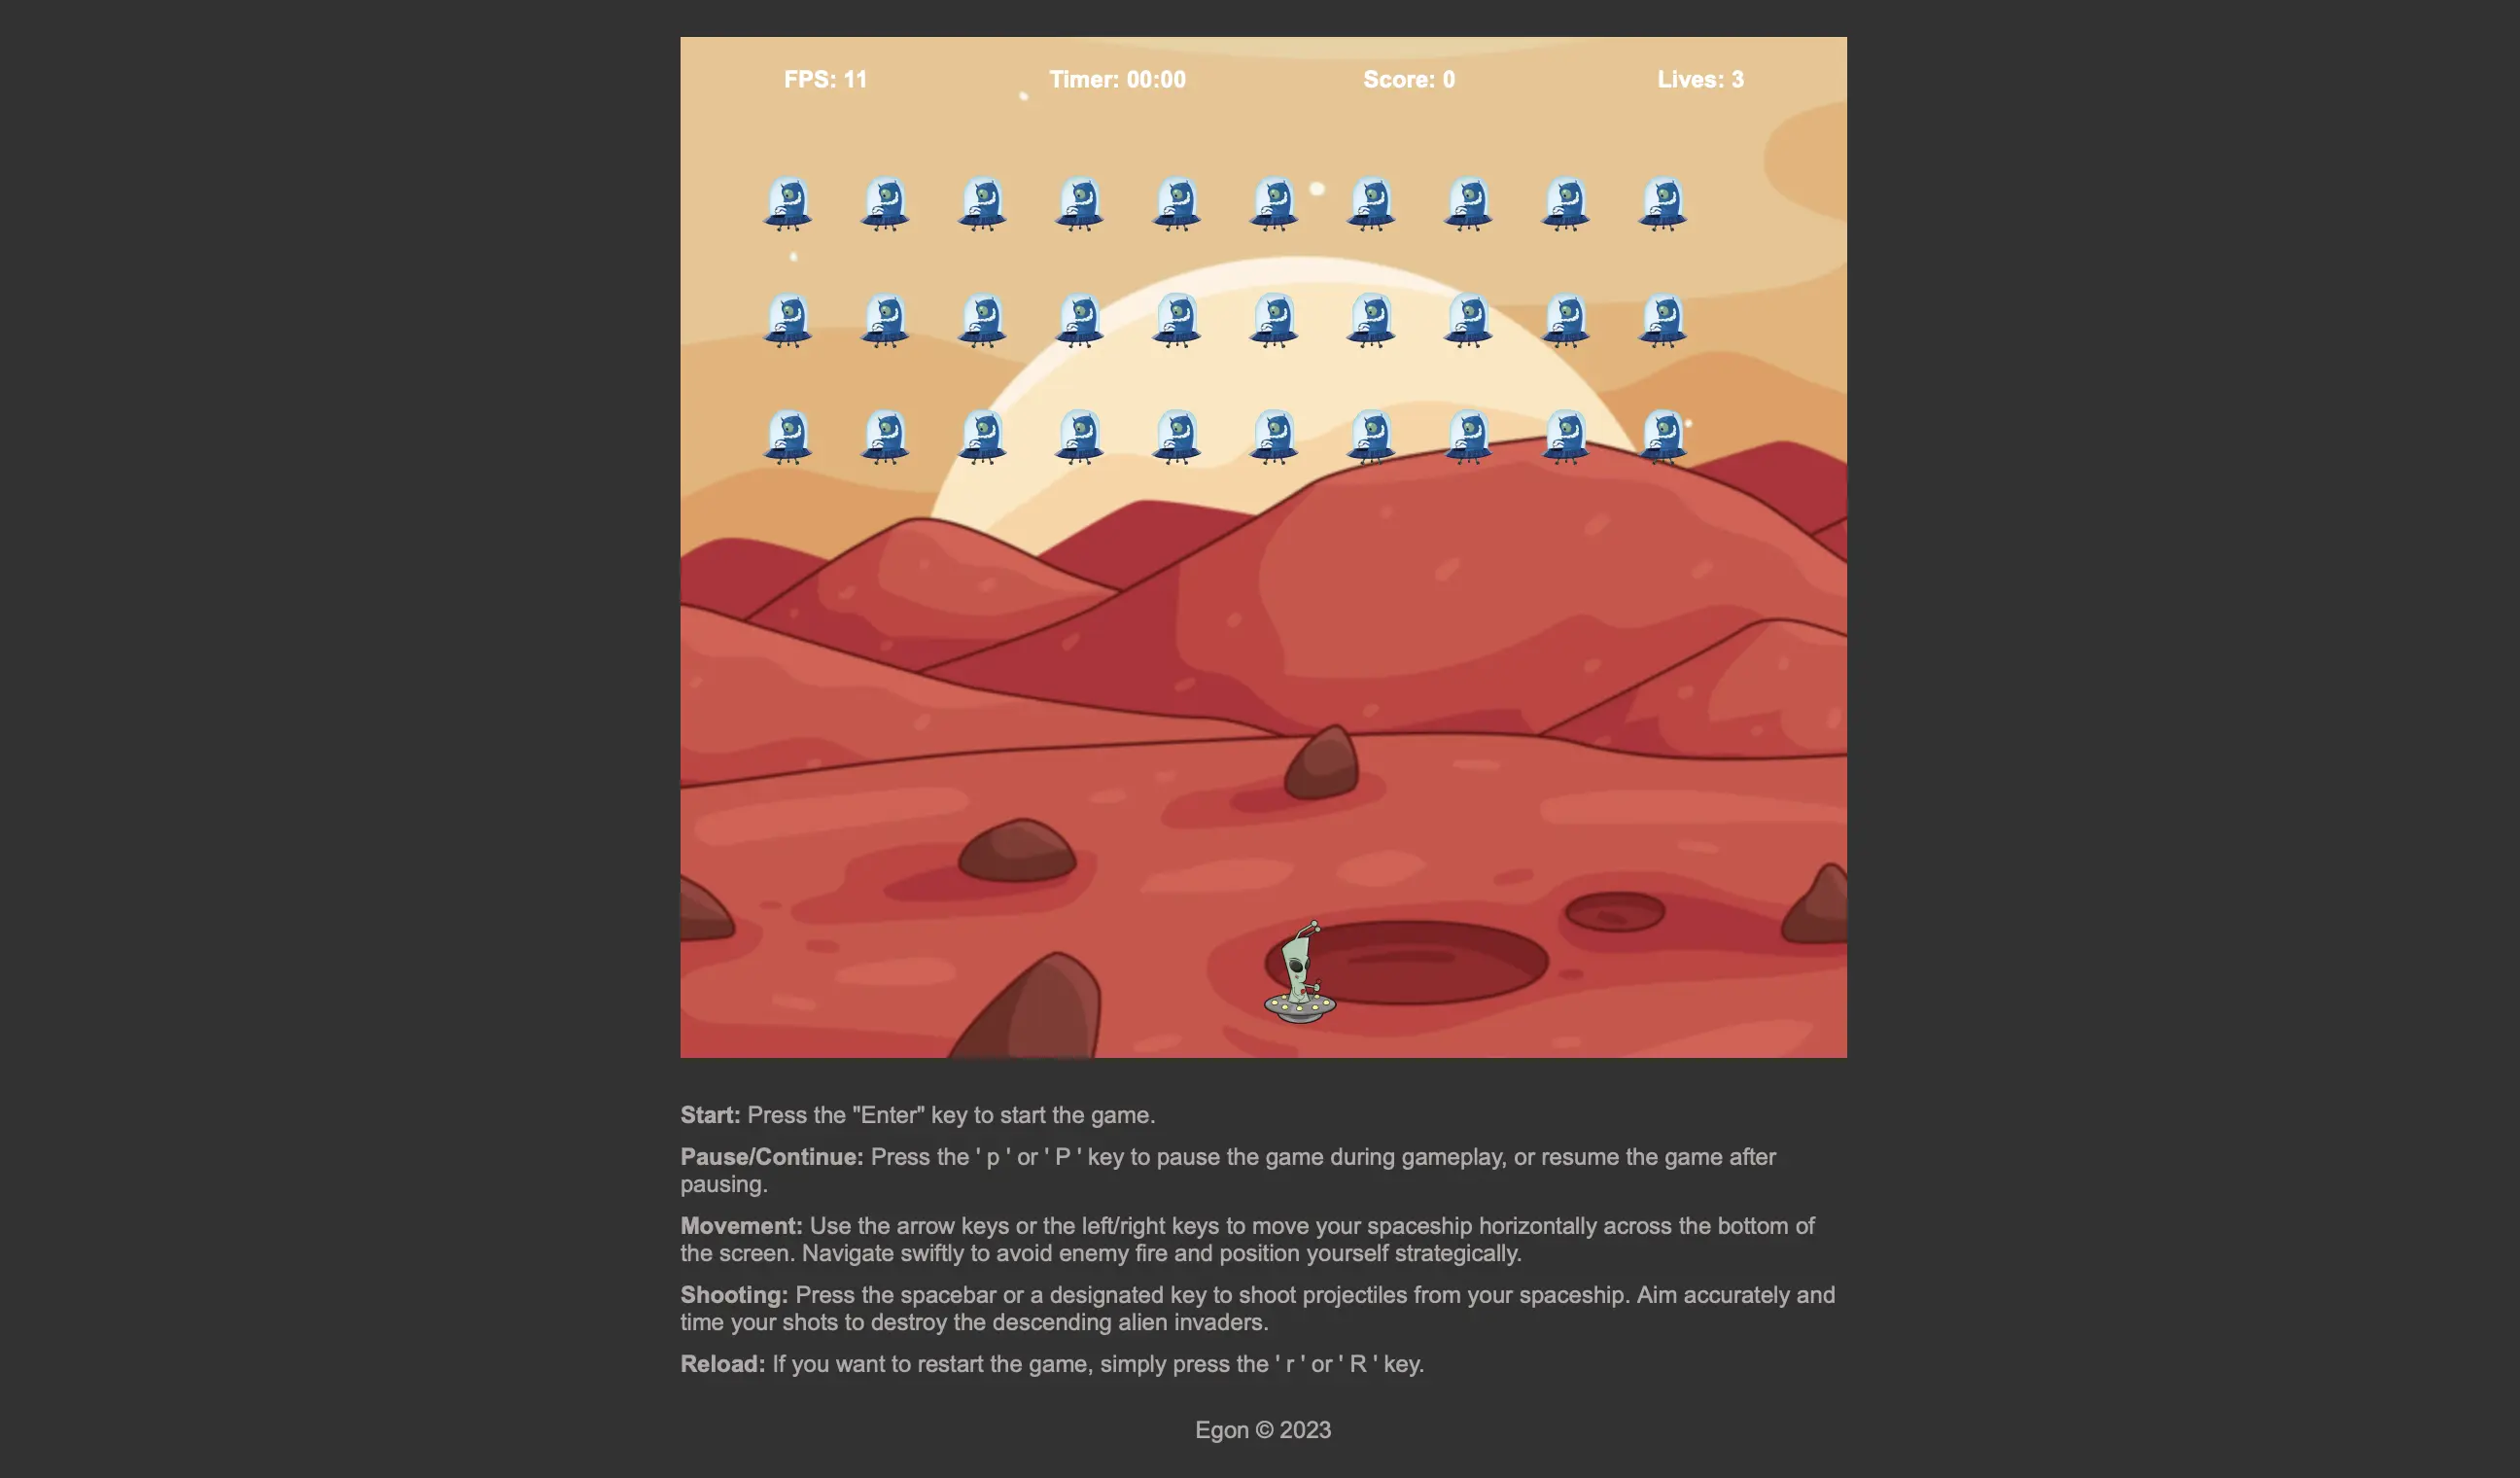 FPS: 11 Timer: 00:00 Score: 0 Lives: 3
Start: Press the "Enter" key to start the game.
Pause/Continue: Press the ' p ' or ' P ' key to pause the game during gameplay, or resume the game after
pausing.
Movement: Use the arrow keys or the left/right keys to move your spaceship horizontally across the bottom of
the screen. Navigate swiftly to avoid enemy fire and position yourself strategically.
Shooting: Press the spacebar or a designated key to shoot projectiles from your spaceship. Aim accurately and
time your shots to destroy the descending alien invaders.
Reload: If you want to restart the game, simply press the ' r ' or ' R ' key.
Egon © 2023